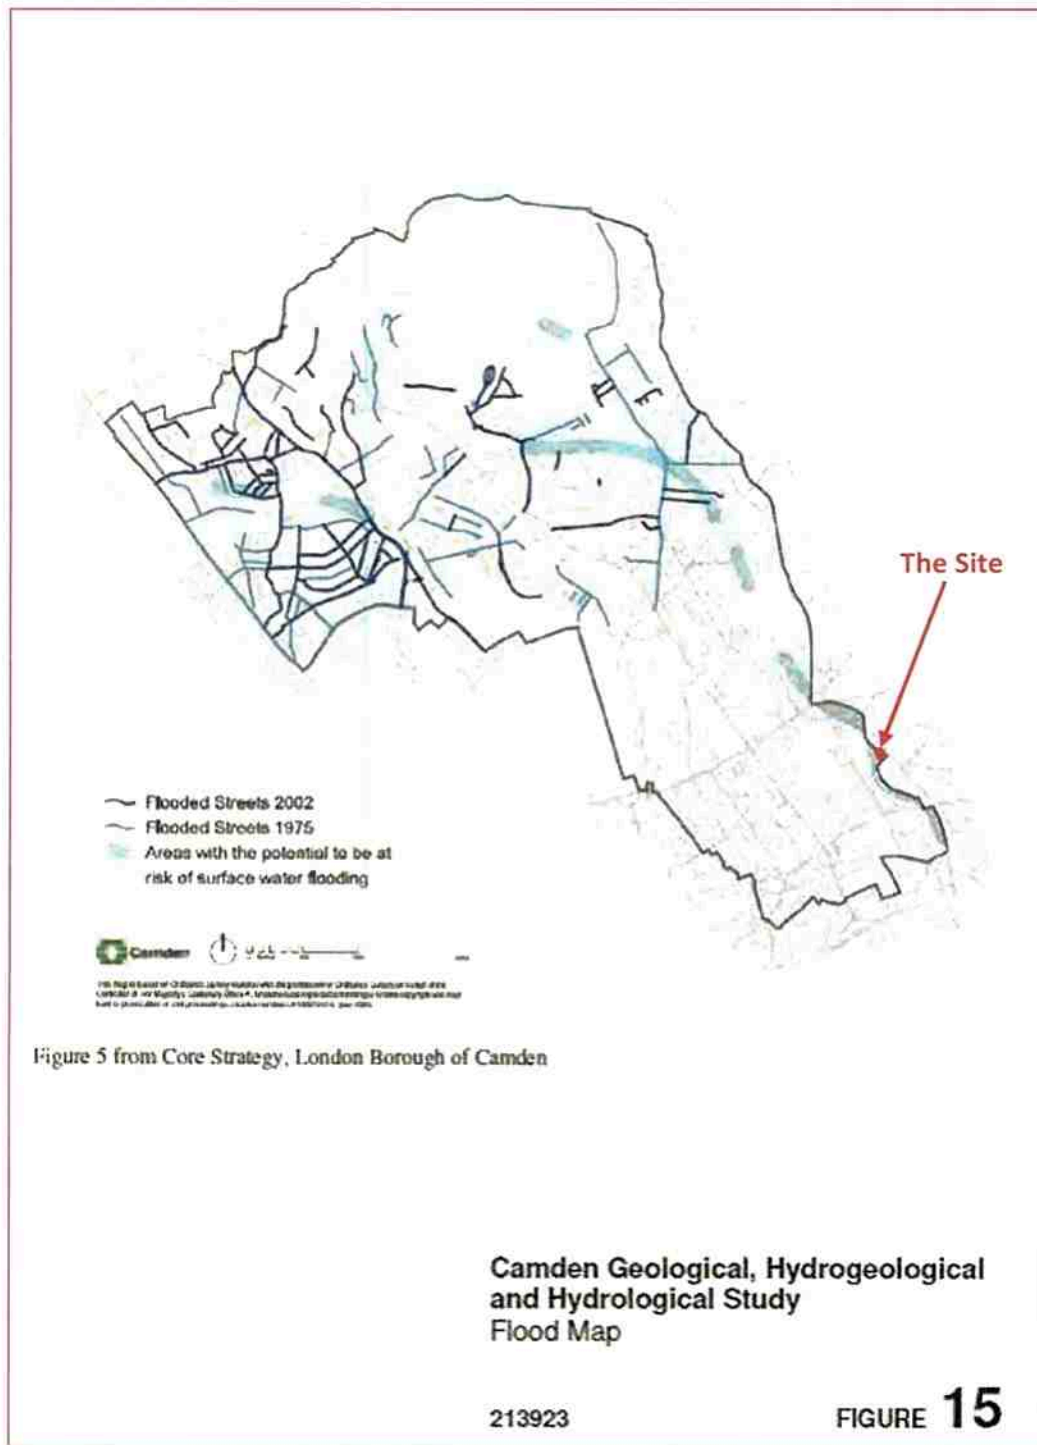 The Site
Flooded Streets 2002
Flooded Streets 1975
Areas with the potential to be at
risk of surface water flooding
Camden
Figure 5 from Core Strategy, London Borough of Camden
Camden Geological, Hydrogeological
and Hydrological Study
Flood Map
213923
FIGURE 15